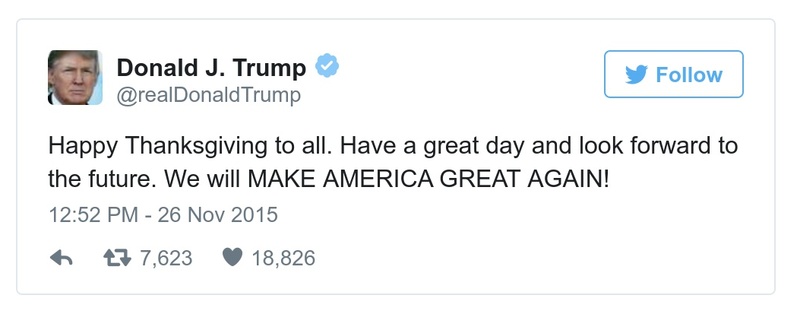 Donald J. Trump
@realDonaldTrump
Follow
Happy Thanksgiving to all. Have a great day and look forward to
the future. We will MAKE AMERICA GREAT AGAIN!
12:52 PM - 26 Nov 2015
7,623 18,826